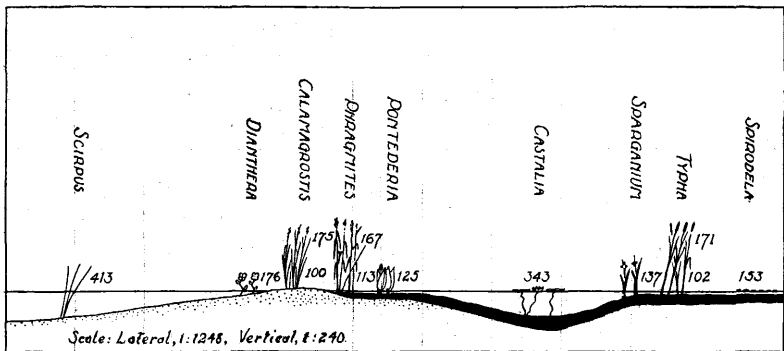 SCIRPUS.
DIANTHERA
CALAMAGROSTIS
PHRAGMITES
PONTEDERIA
CASTALIA
SPARGANIUM
TYPHA
SPIRODELA
413
176
175
100
167
113
125
343
137
171
102
153
Scale: Lateral, 1:1248, Vertical, 1:240.